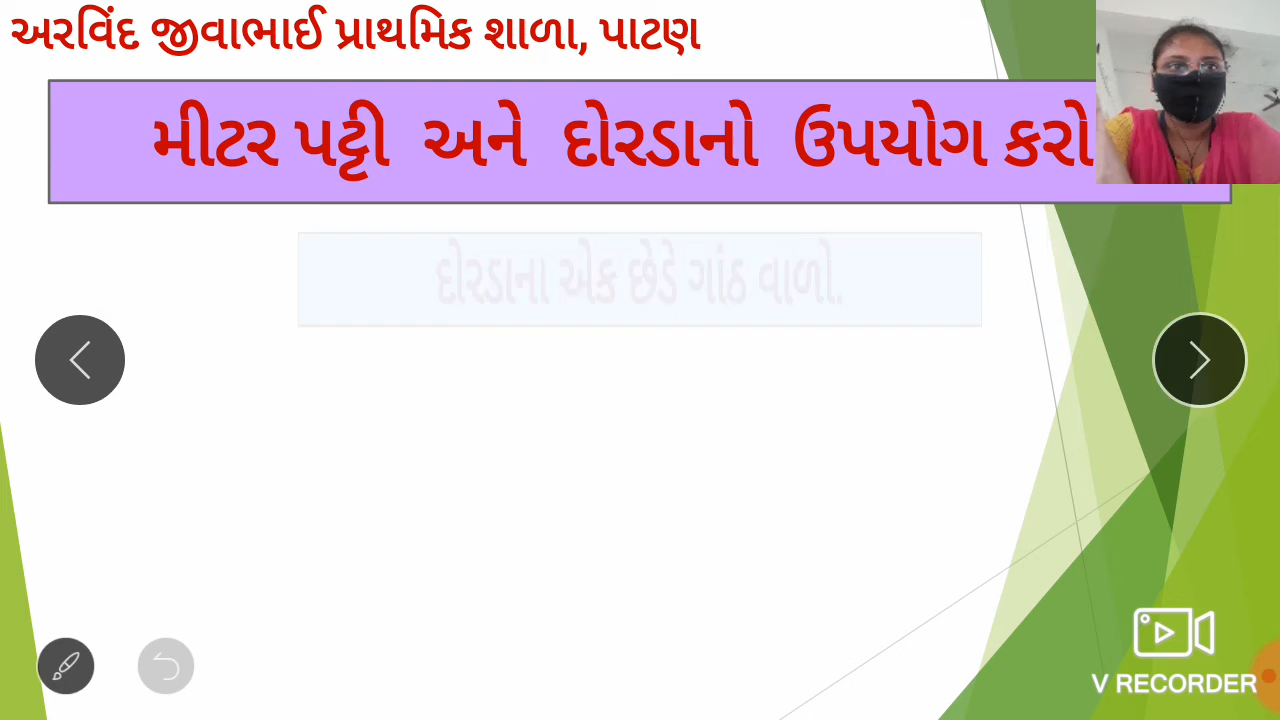 અરવિંદ જીવાભાઈ પ્રાથમિક શાળા, પાટણ
મીટર પટ્ટી અને દોરડાનો ઉપયોગ કરો
દોરડાના એક છેડે ગાંઠ વાળો.
V RECORDER